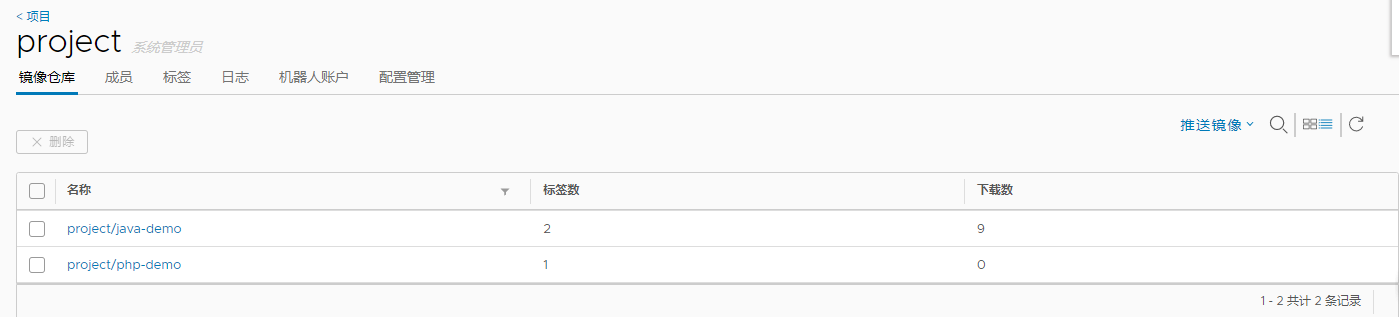 < 项目
project 系统管理员
镜像仓库 成员 标签 日志 机器人账户 配置管理
推送镜像
× 删除
名称 标签数 下载数
project/java-demo 2 9
project/php-demo 1 0
1 - 2 共计 2 条记录